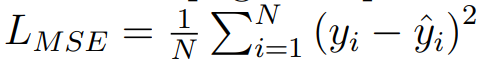 L_{MSE} = \frac{1}{N} \sum_{i=1}^{N} (y_i - \hat{y}_i)^2